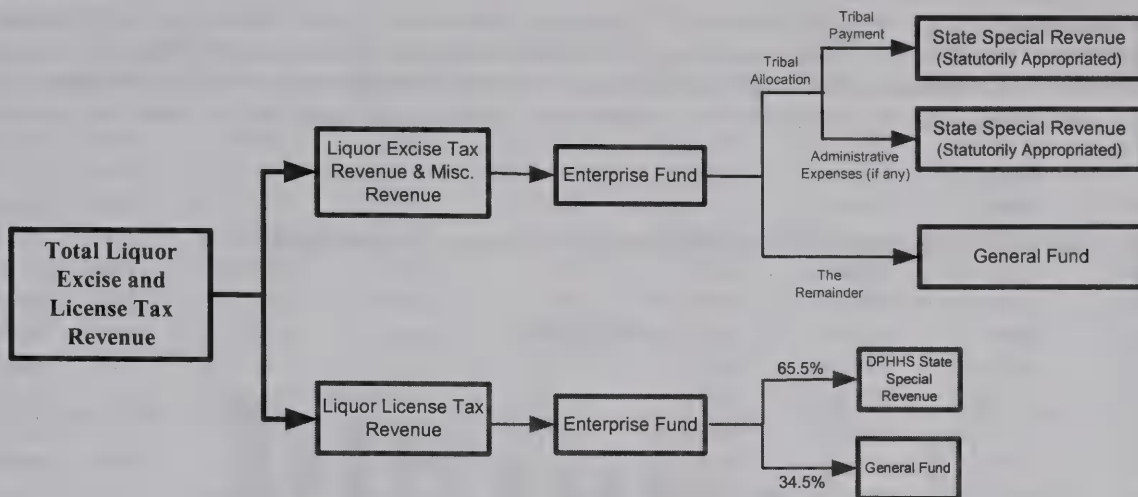 Total Liquor
Excise and
License Tax
Revenue
Liquor Excise Tax
Revenue & Misc.
Revenue
Enterprise Fund
Tribal
Allocation
Tribal
Payment
State Special Revenue
(Statutorily Appropriated)
Administrative
Expenses (if any)
State Special Revenue
(Statutorily Appropriated)
The
Remainder
General Fund
Liquor License Tax
Revenue
Enterprise Fund
65.5%
DPHHS State
Special
Revenue
34.5%
General Fund